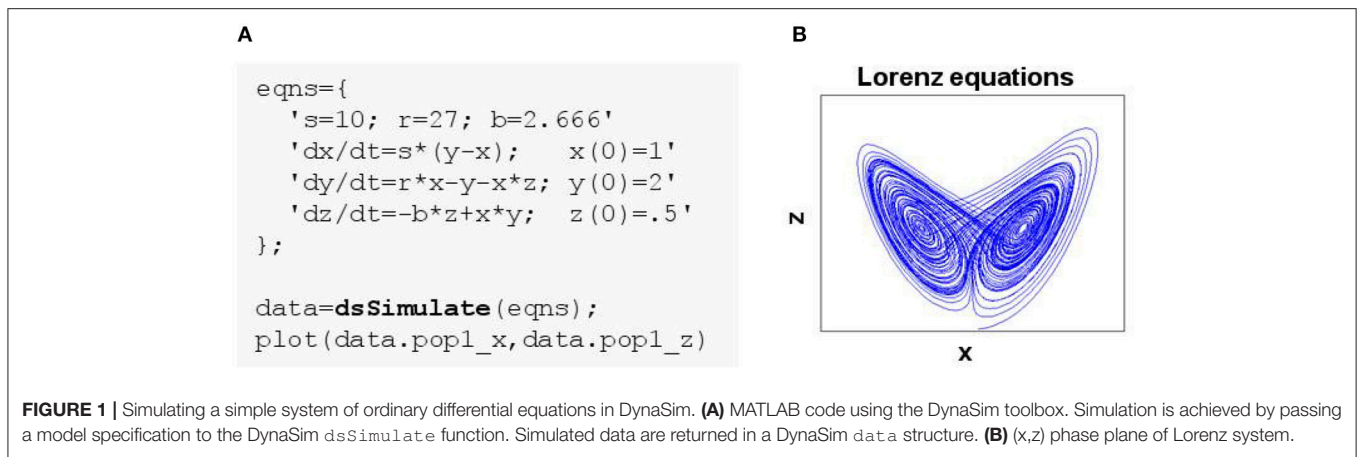 A
eqns={
's=10; r=27; b=2.666'
'dx/dt=s*(y-x);   x(0)=1'
'dy/dt=r*x-y-x*z; y(0)=2'
'dz/dt=-b*z+x*y;  z(0)=.5'
};
data=dsSimulate(eqns);
plot(data.pop1_x,data.pop1_z)
B
Lorenz equations
Z
X
FIGURE 1 | Simulating a simple system of ordinary differential equations in DynaSim. (A) MATLAB code using the DynaSim toolbox. Simulation is achieved by passing
a model specification to the DynaSim dsSimulate function. Simulated data are returned in a DynaSim data structure. (B) (x,z) phase plane of Lorenz system.